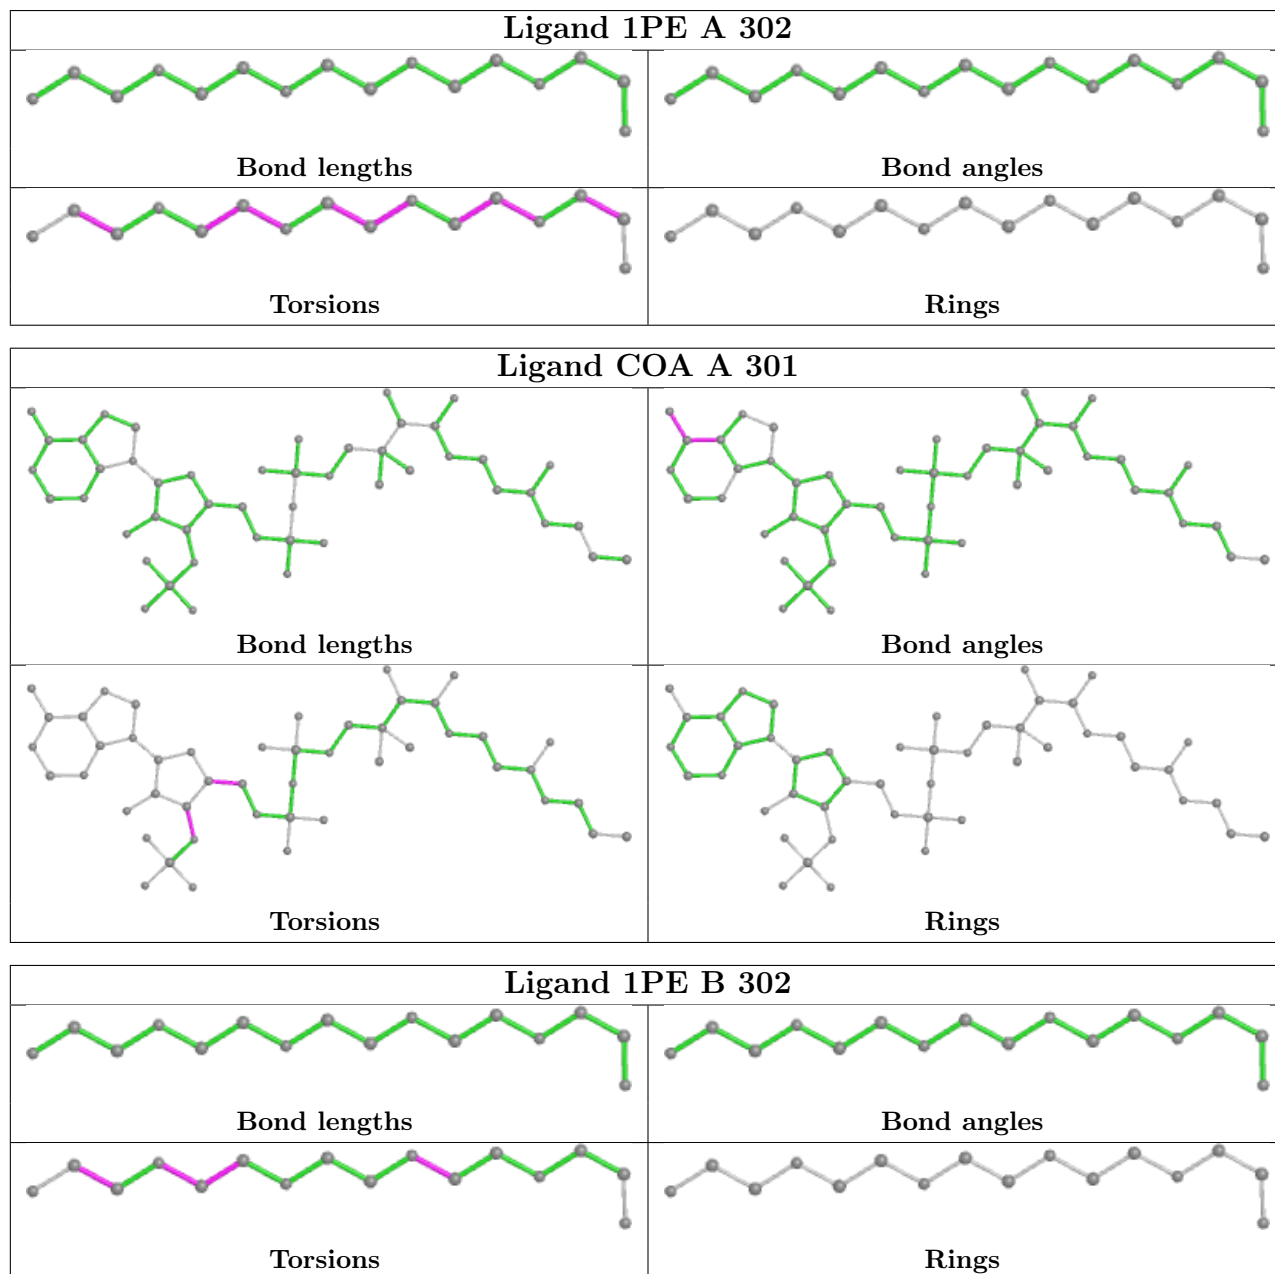 Ligand 1PE A 302
Bond lengths
Bond angles
Torsions
Rings
Ligand COA A 301
Bond lengths
Bond angles
Torsions
Rings
Ligand 1PE B 302
Bond lengths
Bond angles
Torsions
Rings